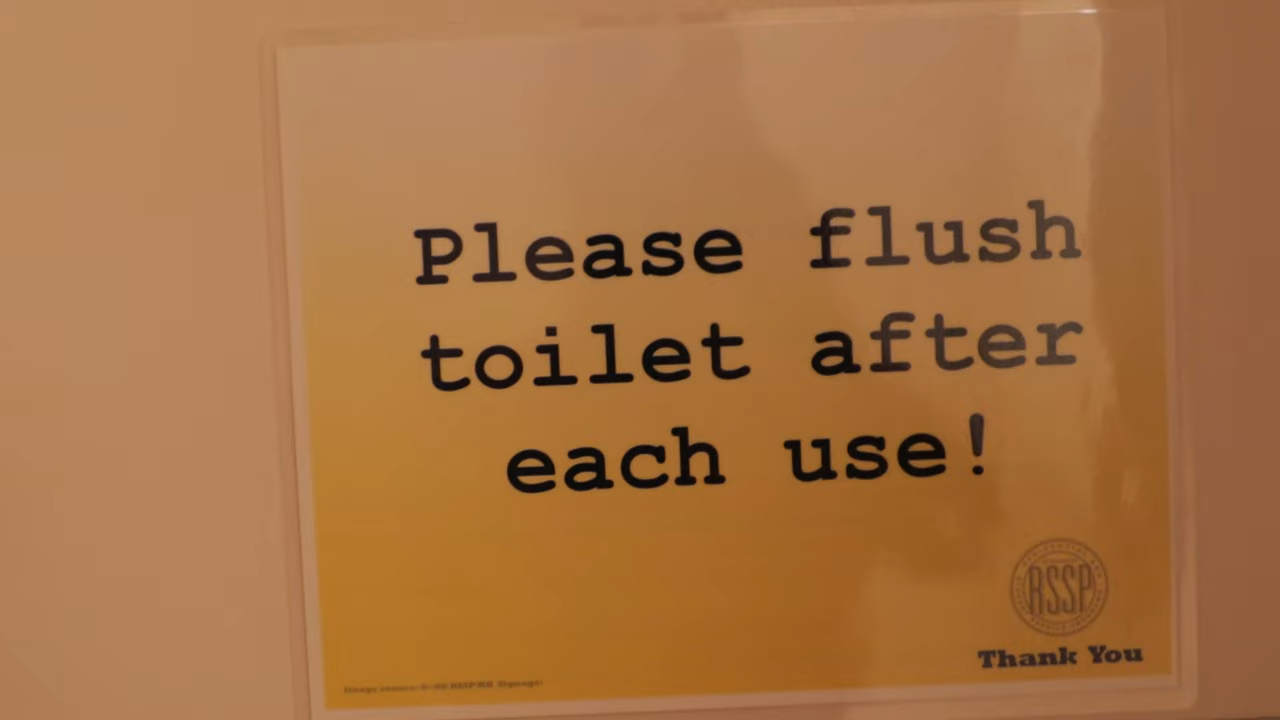 Please flush
toilet after
each use!
RSSP
Thank You